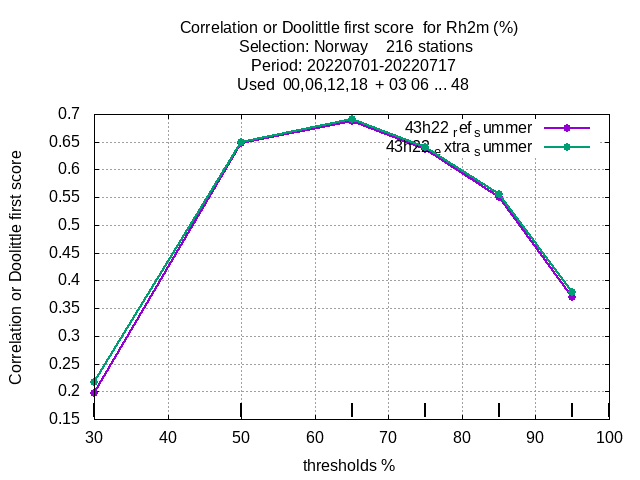 Correlation or Doolittle first score  for Rh2m (%)
Selection: Norway    216 stations
Period: 20220701-20220717
Used  00,06,12,18  + 03 06 ... 48
43h22 ref summer
43h22 extra summer
0.7
0.65
0.6
0.55
0.5
0.45
0.4
0.35
0.3
0.25
0.2
0.15
Correlation or Doolittle first score
30 40 50 60 70 80 90 100
thresholds %